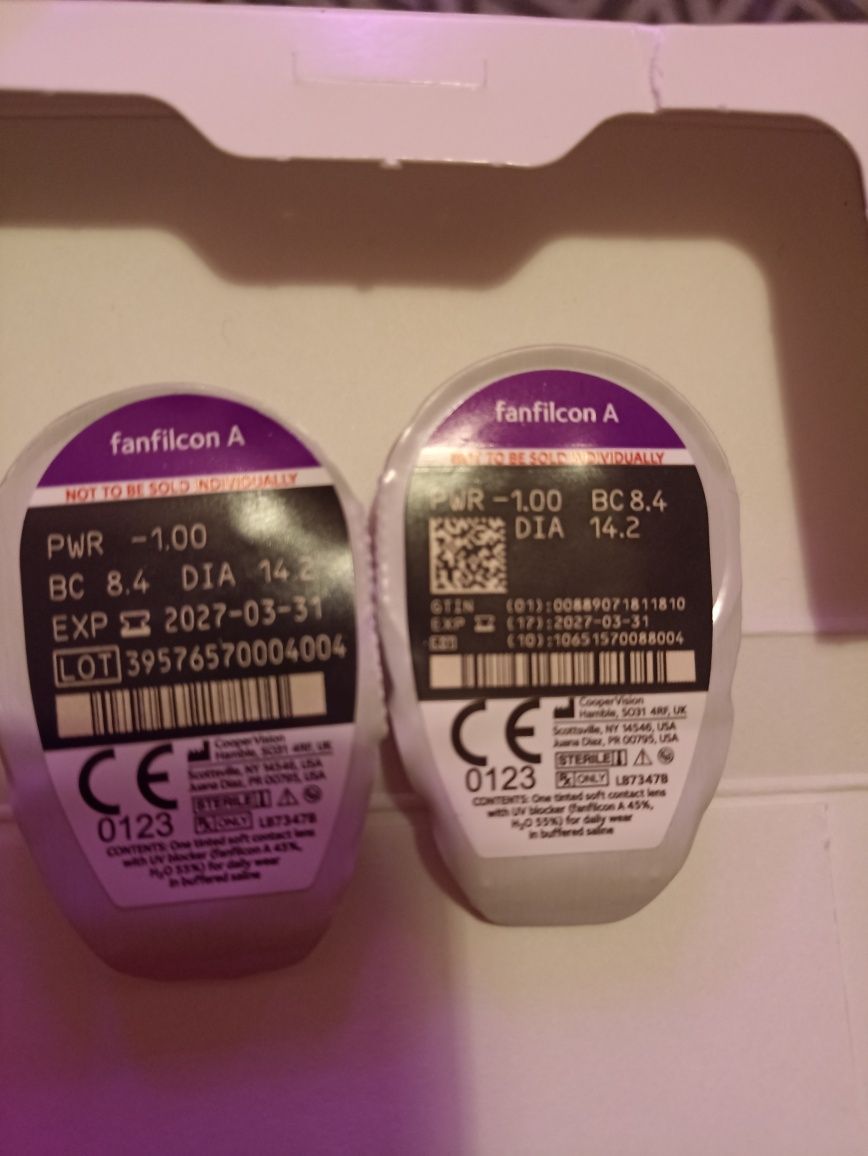 fanfilcon A
NOT TO BE SOLD INDIVIDUALLY
PWR -1.00
BC 8.4 DIA 14.2
EXP 2027-03-31
LOT 39576570004004
CE
0123
CooperVision
Hamble, SO31 4RF, UK
Scottsville, NY 14546, USA
Juana Diaz, PR 00795, USA
STERILE
Rx ONLY LB7347B
CONTENTS: One tinted soft contact lens
with UV blocker (fanfilcon A 45%,
H₂O 55%) for daily wear
in buffered saline
fanfilcon A
NOT TO BE SOLD INDIVIDUALLY
PWR -1.00 BC 8.4
DIA 14.2
GTIN (01):00889071811810
EXP (17):2027-03-31
LOT (10):10651570088004
CE
0123
CooperVision
Hamble, SO31 4RF, UK
Scottsville, NY 14546, USA
Juana Diaz, PR 00795, USA
STERILE
Rx ONLY LB7347B
CONTENTS: One tinted soft contact lens
with UV blocker (fanfilcon A 45%,
H₂O 55%) for daily wear
in buffered saline